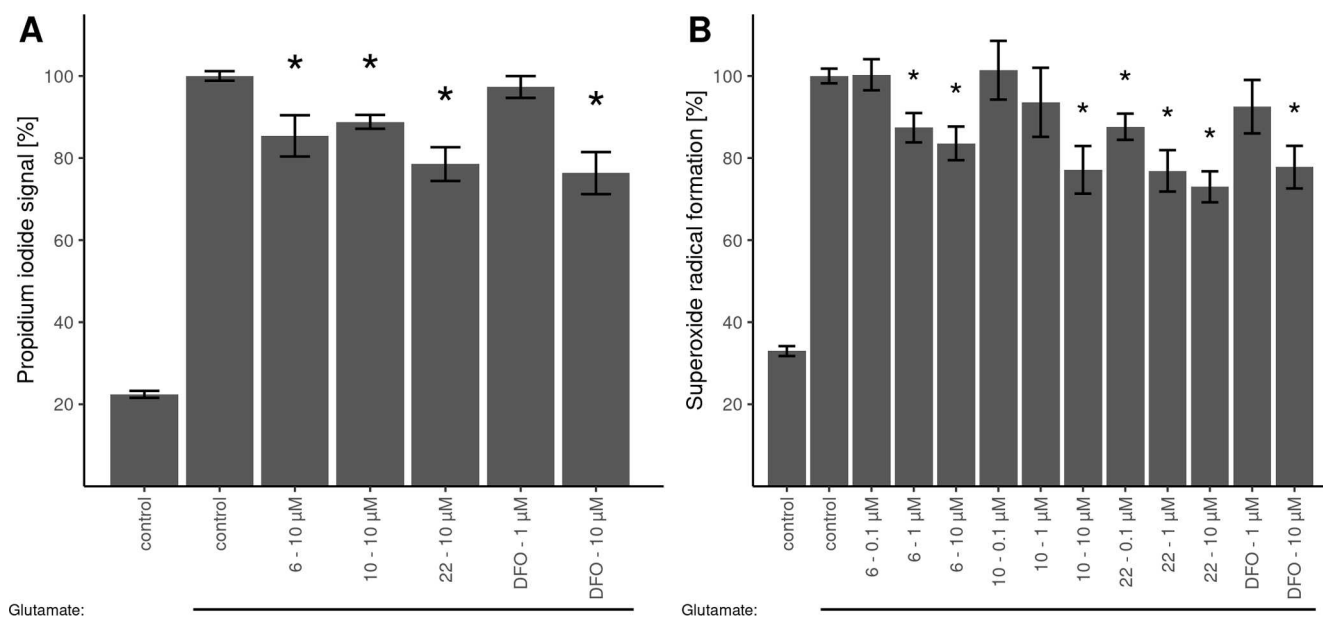 A
Propidium iodide signal [%]
100
80
60
40
20
*
*
*
*
control
control
6 - 10 µM
10 - 10 µM
22 - 10 µM
DFO - 1 µM
DFO - 10 µM
Glutamate:
B
Superoxide radical formation [%]
100
80
60
40
20
*
*
*
*
*
*
*
control
control
6 - 0.1 µM
6 - 1 µM
6 - 10 µM
10 - 0.1 µM
10 - 1 µM
10 - 10 µM
22 - 0.1 µM
22 - 1 µM
22 - 10 µM
DFO - 1 µM
DFO - 10 µM
Glutamate: